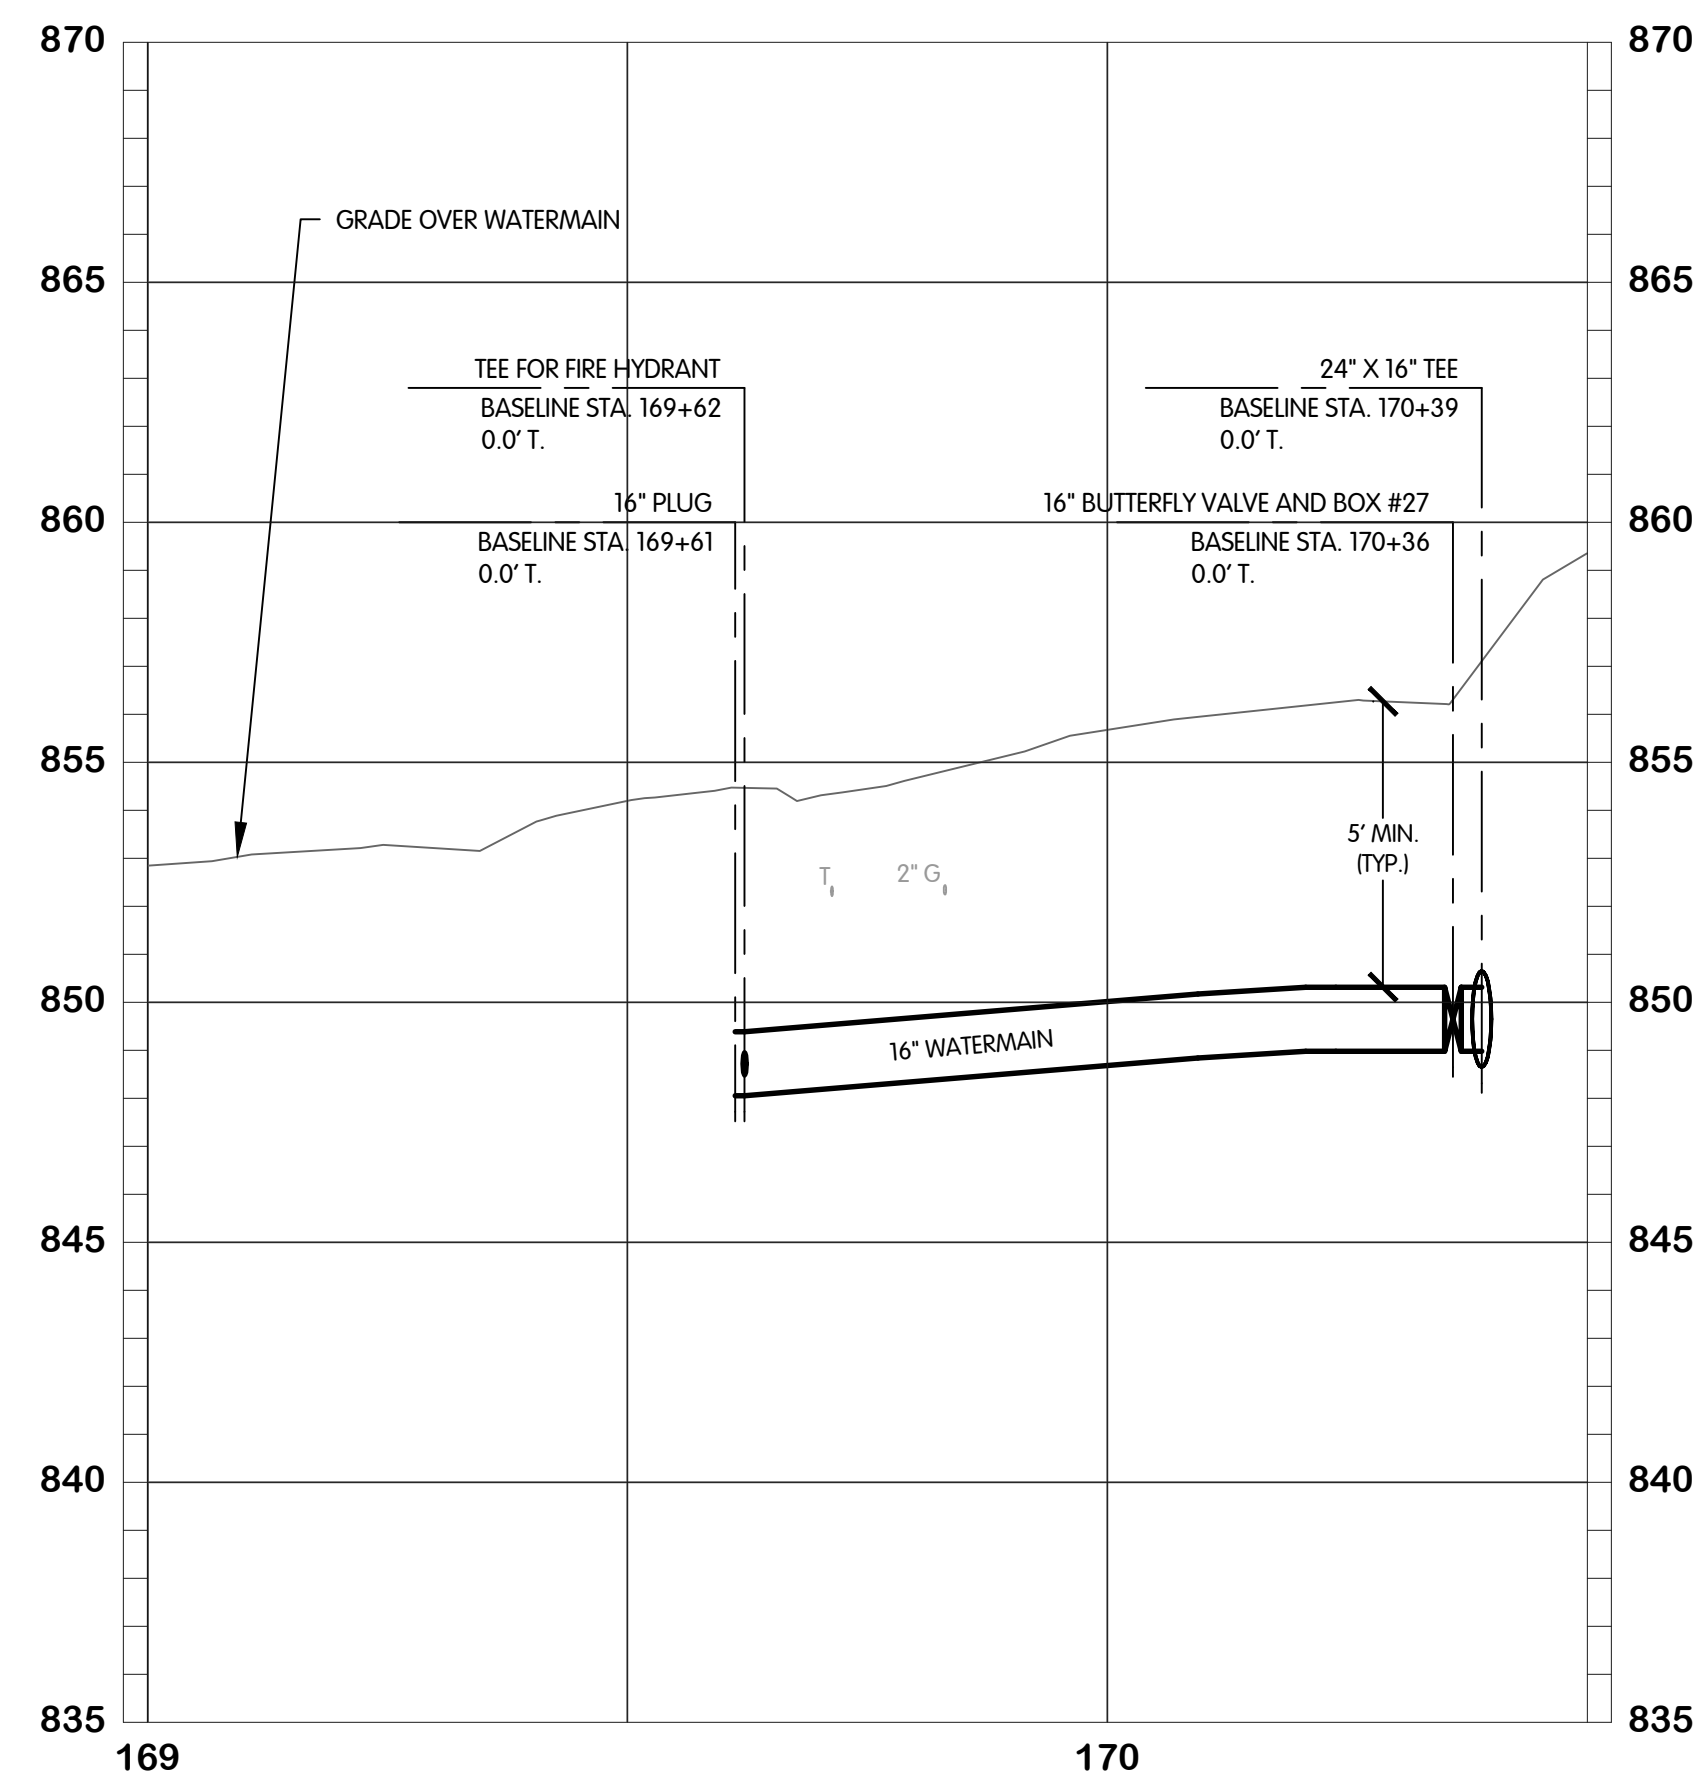 870
870
GRADE OVER WATERMAIN
865
865
TEE FOR FIRE HYDRANT
BASELINE STA. 169+62
0.0' T.
24" X 16" TEE
BASELINE STA. 170+39
0.0' T.
860
860
16" PLUG
BASELINE STA. 169+61
0.0' T.
16" BUTTERFLY VALVE AND BOX #27
BASELINE STA. 170+36
0.0' T.
855
855
5' MIN.
(TYP.)
T
2" G
850
850
16" WATERMAIN
845
845
840
840
835
835
169
170